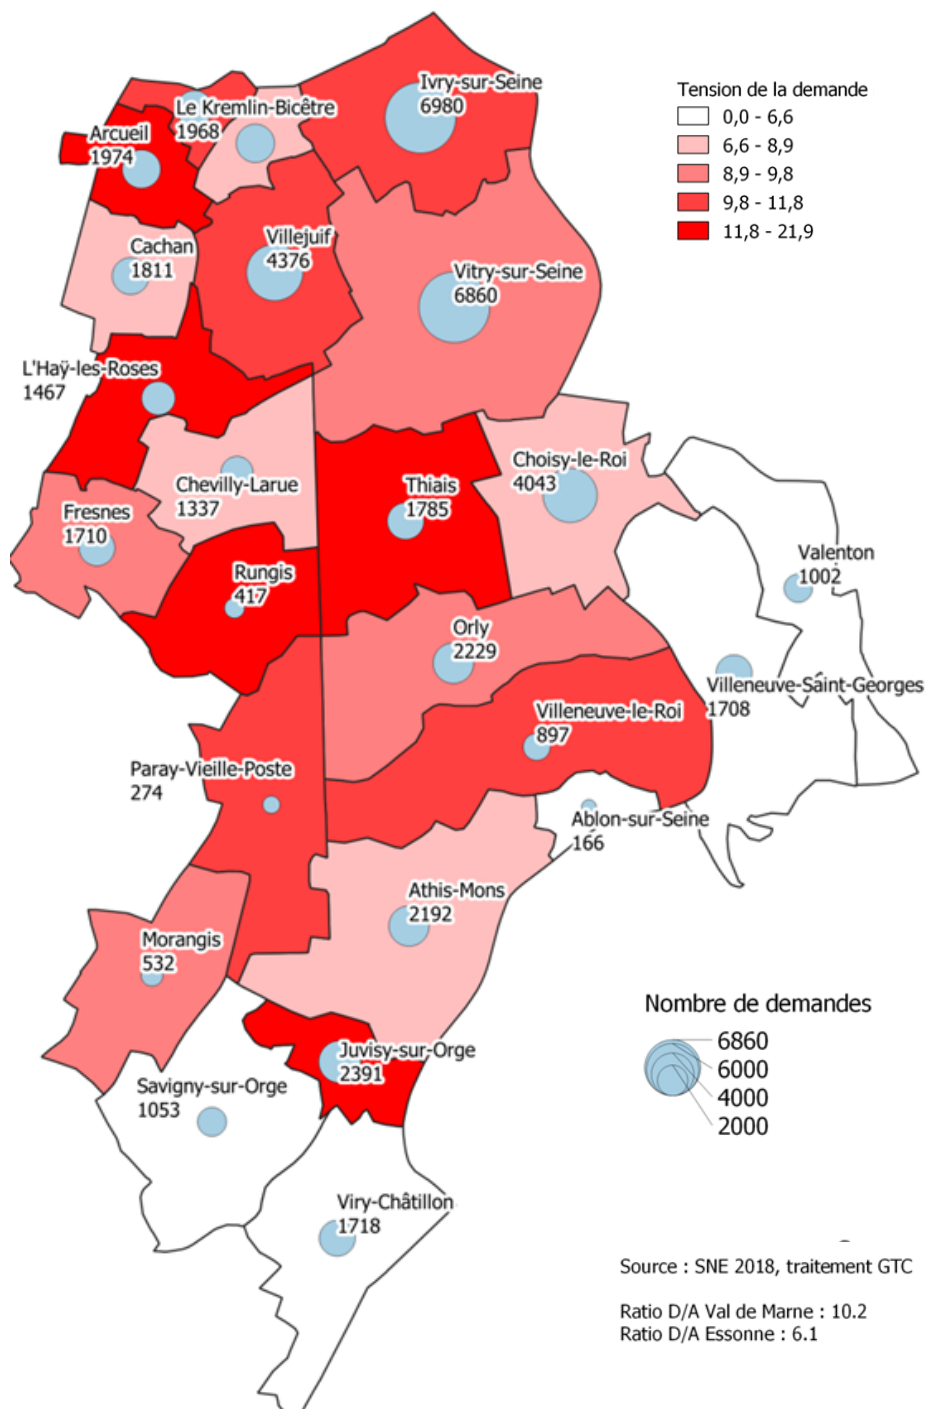 Ivry-sur-Seine
6980
Le Kremlin-Bicêtre
1968
Arcueil
1974
Villejuif
4376
Cachan
1811
Vitry-sur-Seine
6860
L'Haÿ-les-Roses
1467
Chevilly-Larue
1337
Thiais
1785
Choisy-le-Roi
4043
Fresnes
1710
Rungis
417
Valenton
1002
Orly
2229
Villeneuve-Saint-Georges
1708
Villeneuve-le-Roi
897
Paray-Vieille-Poste
274
Ablon-sur-Seine
166
Athis-Mons
2192
Morangis
532
Juvisy-sur-Orge
2391
Savigny-sur-Orge
1053
Viry-Châtillon
1718
Tension de la demande
0,0 - 6,6
6,6 - 8,9
8,9 - 9,8
9,8 - 11,8
11,8 - 21,9
Nombre de demandes
6860
6000
4000
2000
Source : SNE 2018, traitement GTC
Ratio D/A Val de Marne : 10.2
Ratio D/A Essonne : 6.1